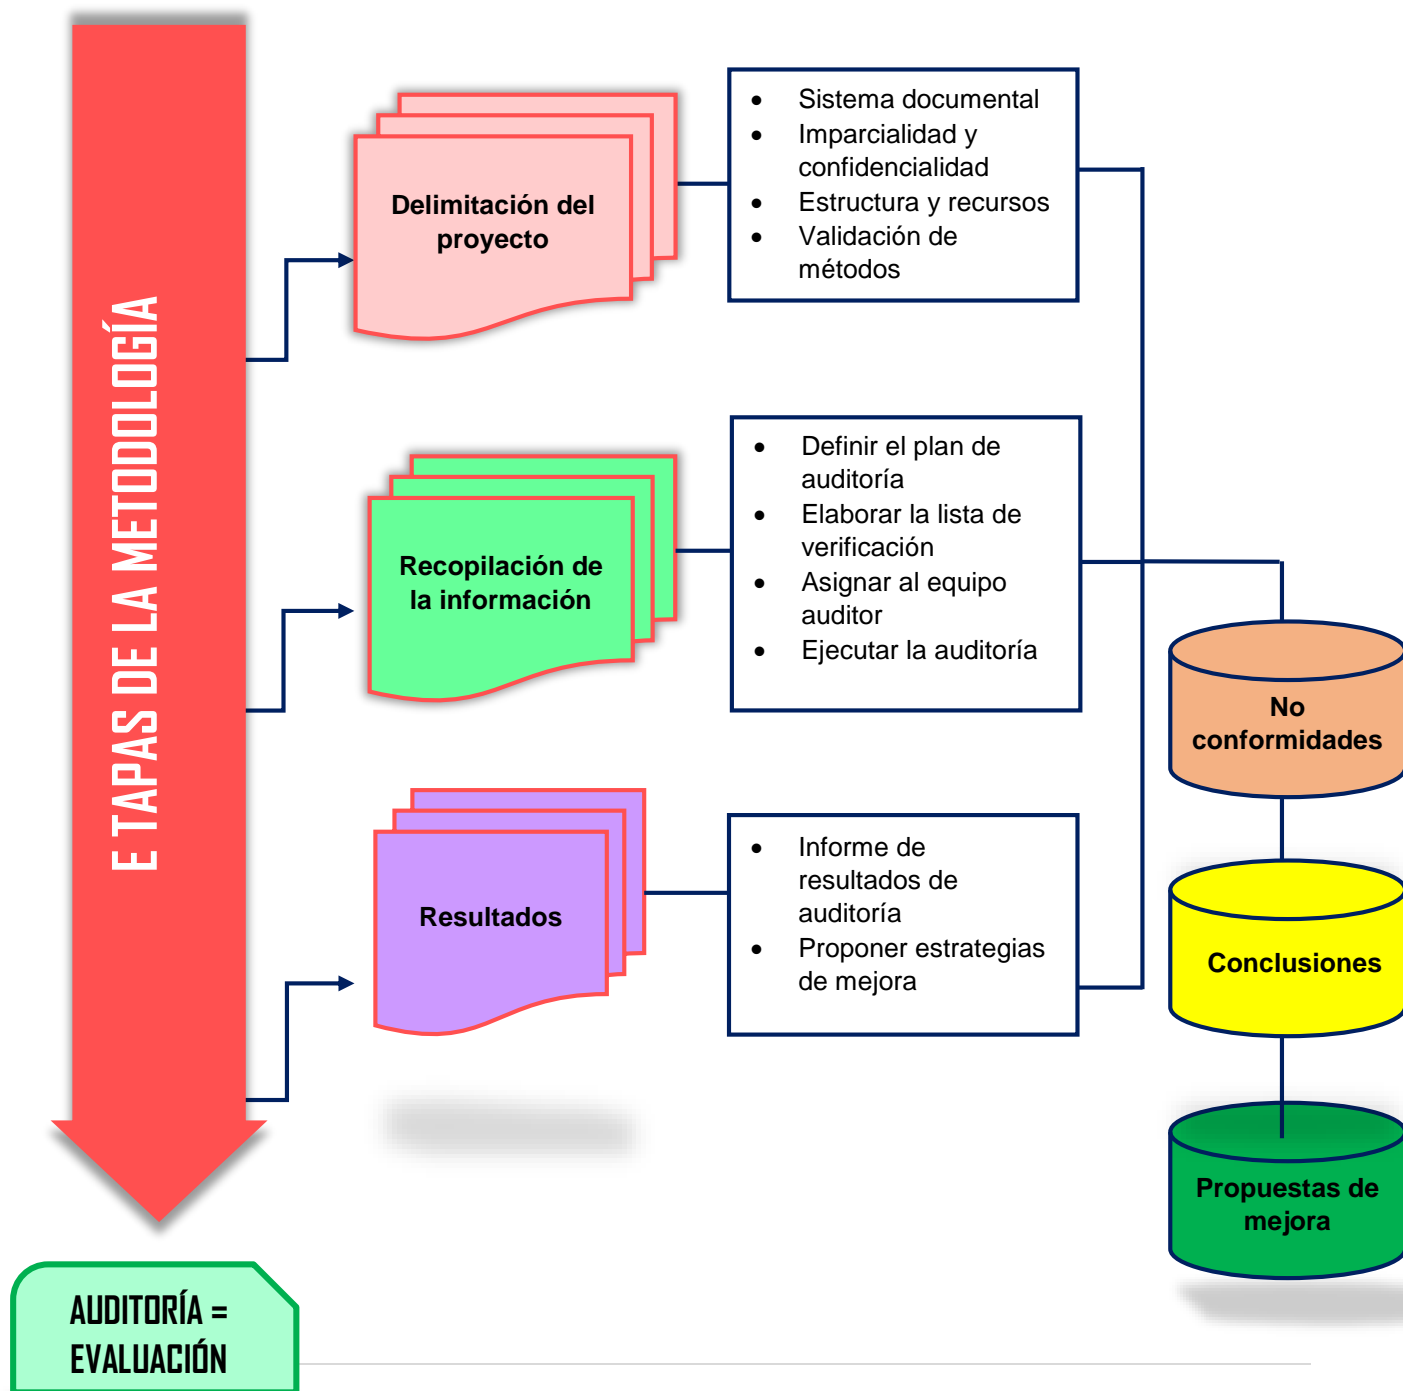 E TAPAS DE LA METODOLOGÍA
Delimitación del
proyecto
• Sistema documental
• Imparcialidad y
confidencialidad
• Estructura y recursos
• Validación de
métodos
Recopilación de
la información
• Definir el plan de
auditoría
• Elaborar la lista de
verificación
• Asignar al equipo
auditor
• Ejecutar la auditoría
Resultados
• Informe de
resultados de
auditoría
• Proponer estrategias
de mejora
No
conformidades
Conclusiones
Propuestas de
mejora
AUDITORÍA =
EVALUACIÓN